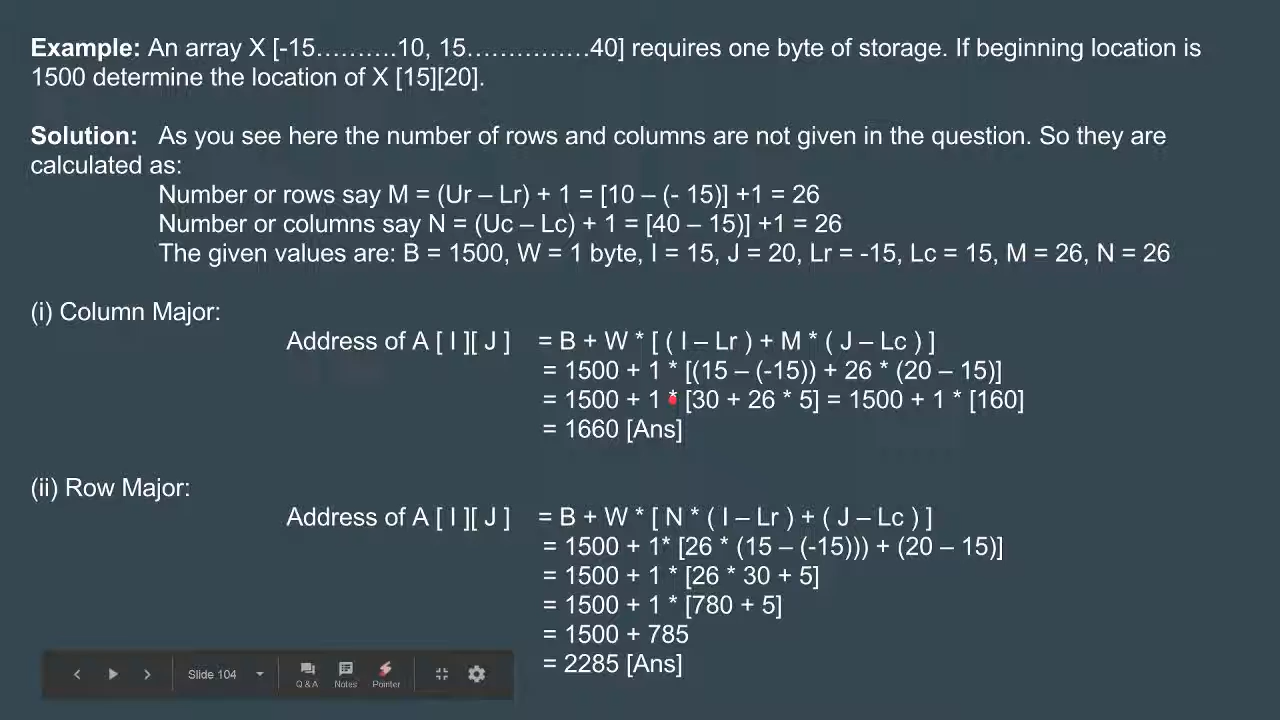 Example: An array X [-15……….10, 15……………40] requires one byte of storage. If beginning location is
1500 determine the location of X [15][20].
Solution: As you see here the number of rows and columns are not given in the question. So they are
calculated as:
Number or rows say M = (Ur – Lr) + 1 = [10 – (- 15)] +1 = 26
Number or columns say N = (Uc – Lc) + 1 = [40 – 15)] +1 = 26
The given values are: B = 1500, W = 1 byte, I = 15, J = 20, Lr = -15, Lc = 15, M = 26, N = 26
(i) Column Major:
Address of A [ I ][ J ] = B + W * [ ( I – Lr ) + M * ( J – Lc ) ]
= 1500 + 1 * [(15 – (-15)) + 26 * (20 – 15)]
= 1500 + 1 * [30 + 26 * 5] = 1500 + 1 * [160]
= 1660 [Ans]
(ii) Row Major:
Address of A [ I ][ J ] = B + W * [ N * ( I – Lr ) + ( J – Lc ) ]
= 1500 + 1* [26 * (15 – (-15))) + (20 – 15)]
= 1500 + 1 * [26 * 30 + 5]
= 1500 + 1 * [780 + 5]
= 1500 + 785
= 2285 [Ans]
Slide 104
Q & A Notes Pointer